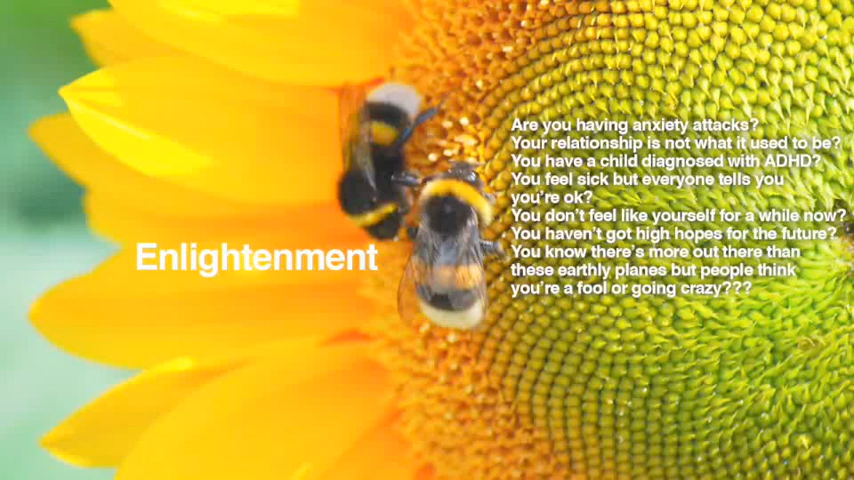 Enlightenment
Are you having anxiety attacks?
Your relationship is not what it used to be?
You have a child diagnosed with ADHD?
You feel sick but everyone tells you
you're ok?
You don't feel like yourself for a while now?
You haven't got high hopes for the future?
You know there's more out there than
these earthly planes but people think
you're a fool or going crazy???